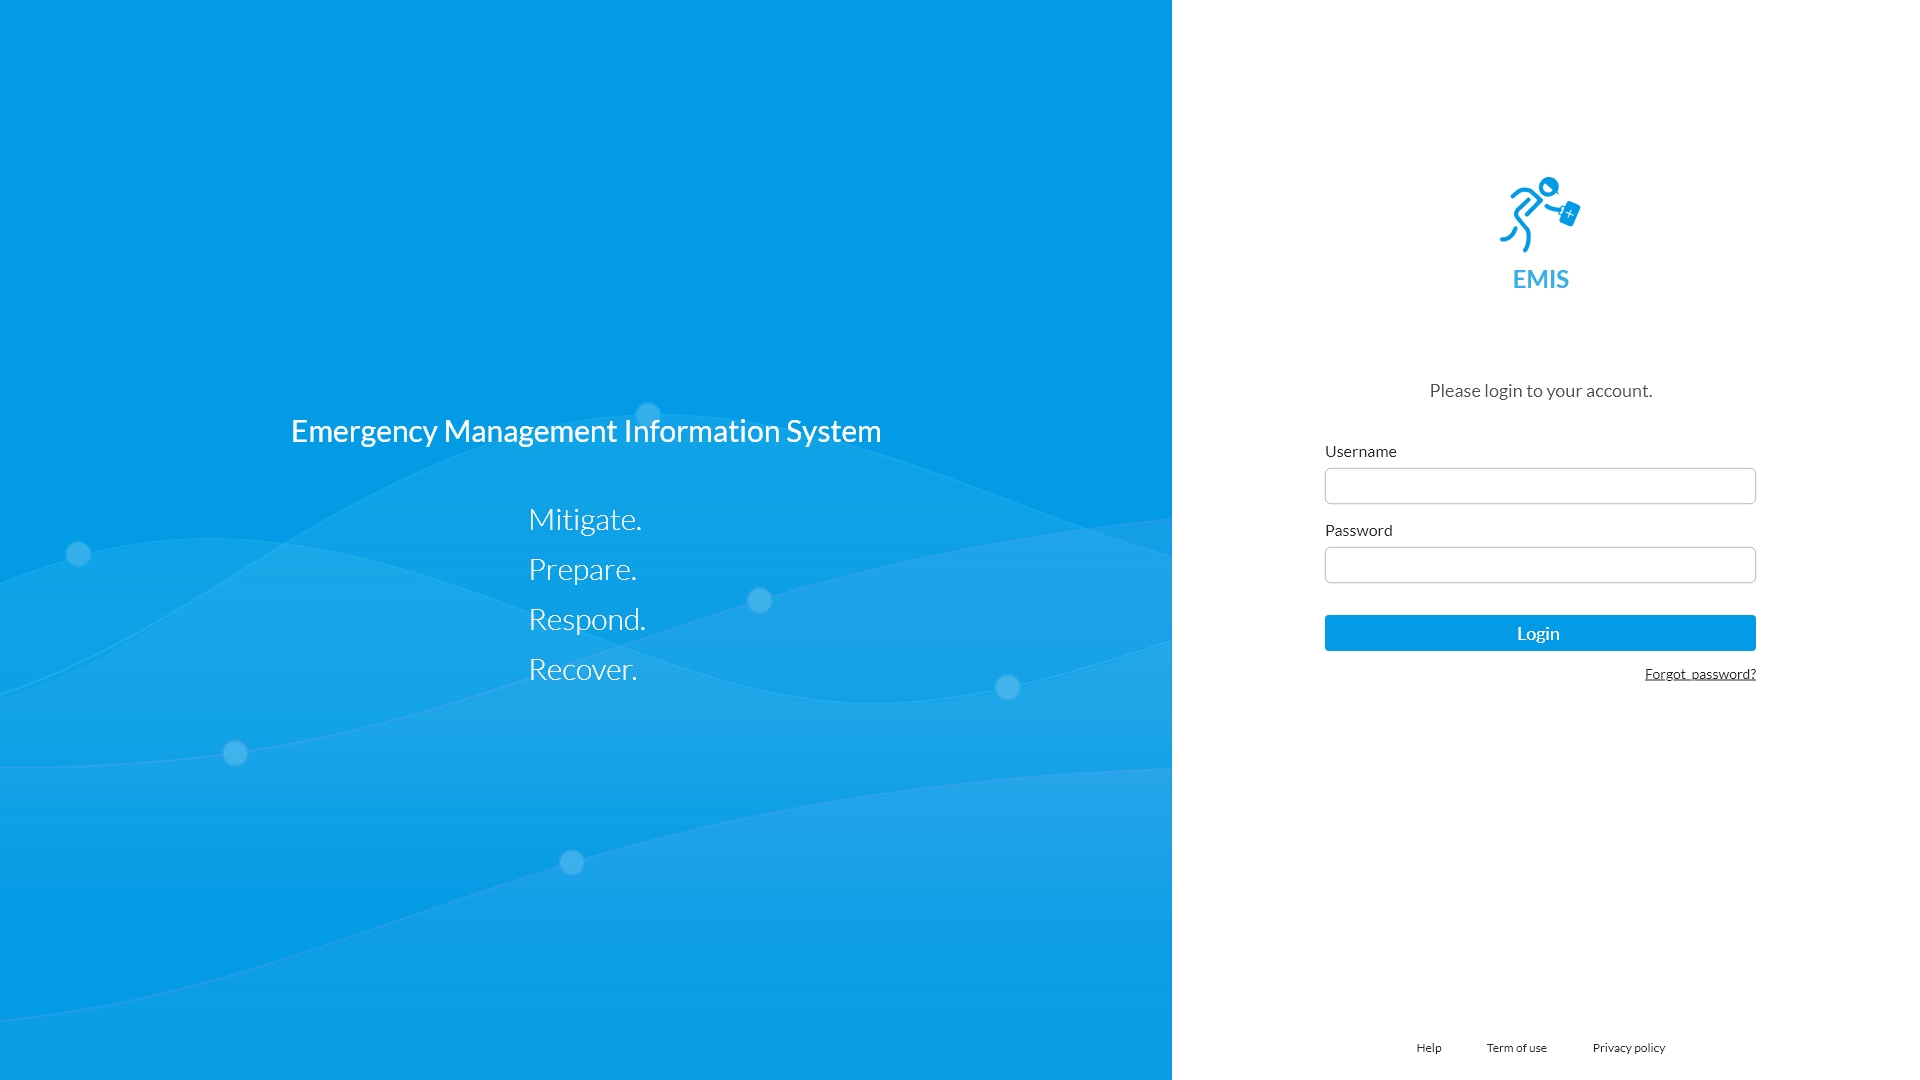 Emergency Management Information System
Mitigate.
Prepare.
Respond.
Recover.
EMIS
Please login to your account.
Username
Password
Login
Forgot password?
Help
Term of use
Privacy policy